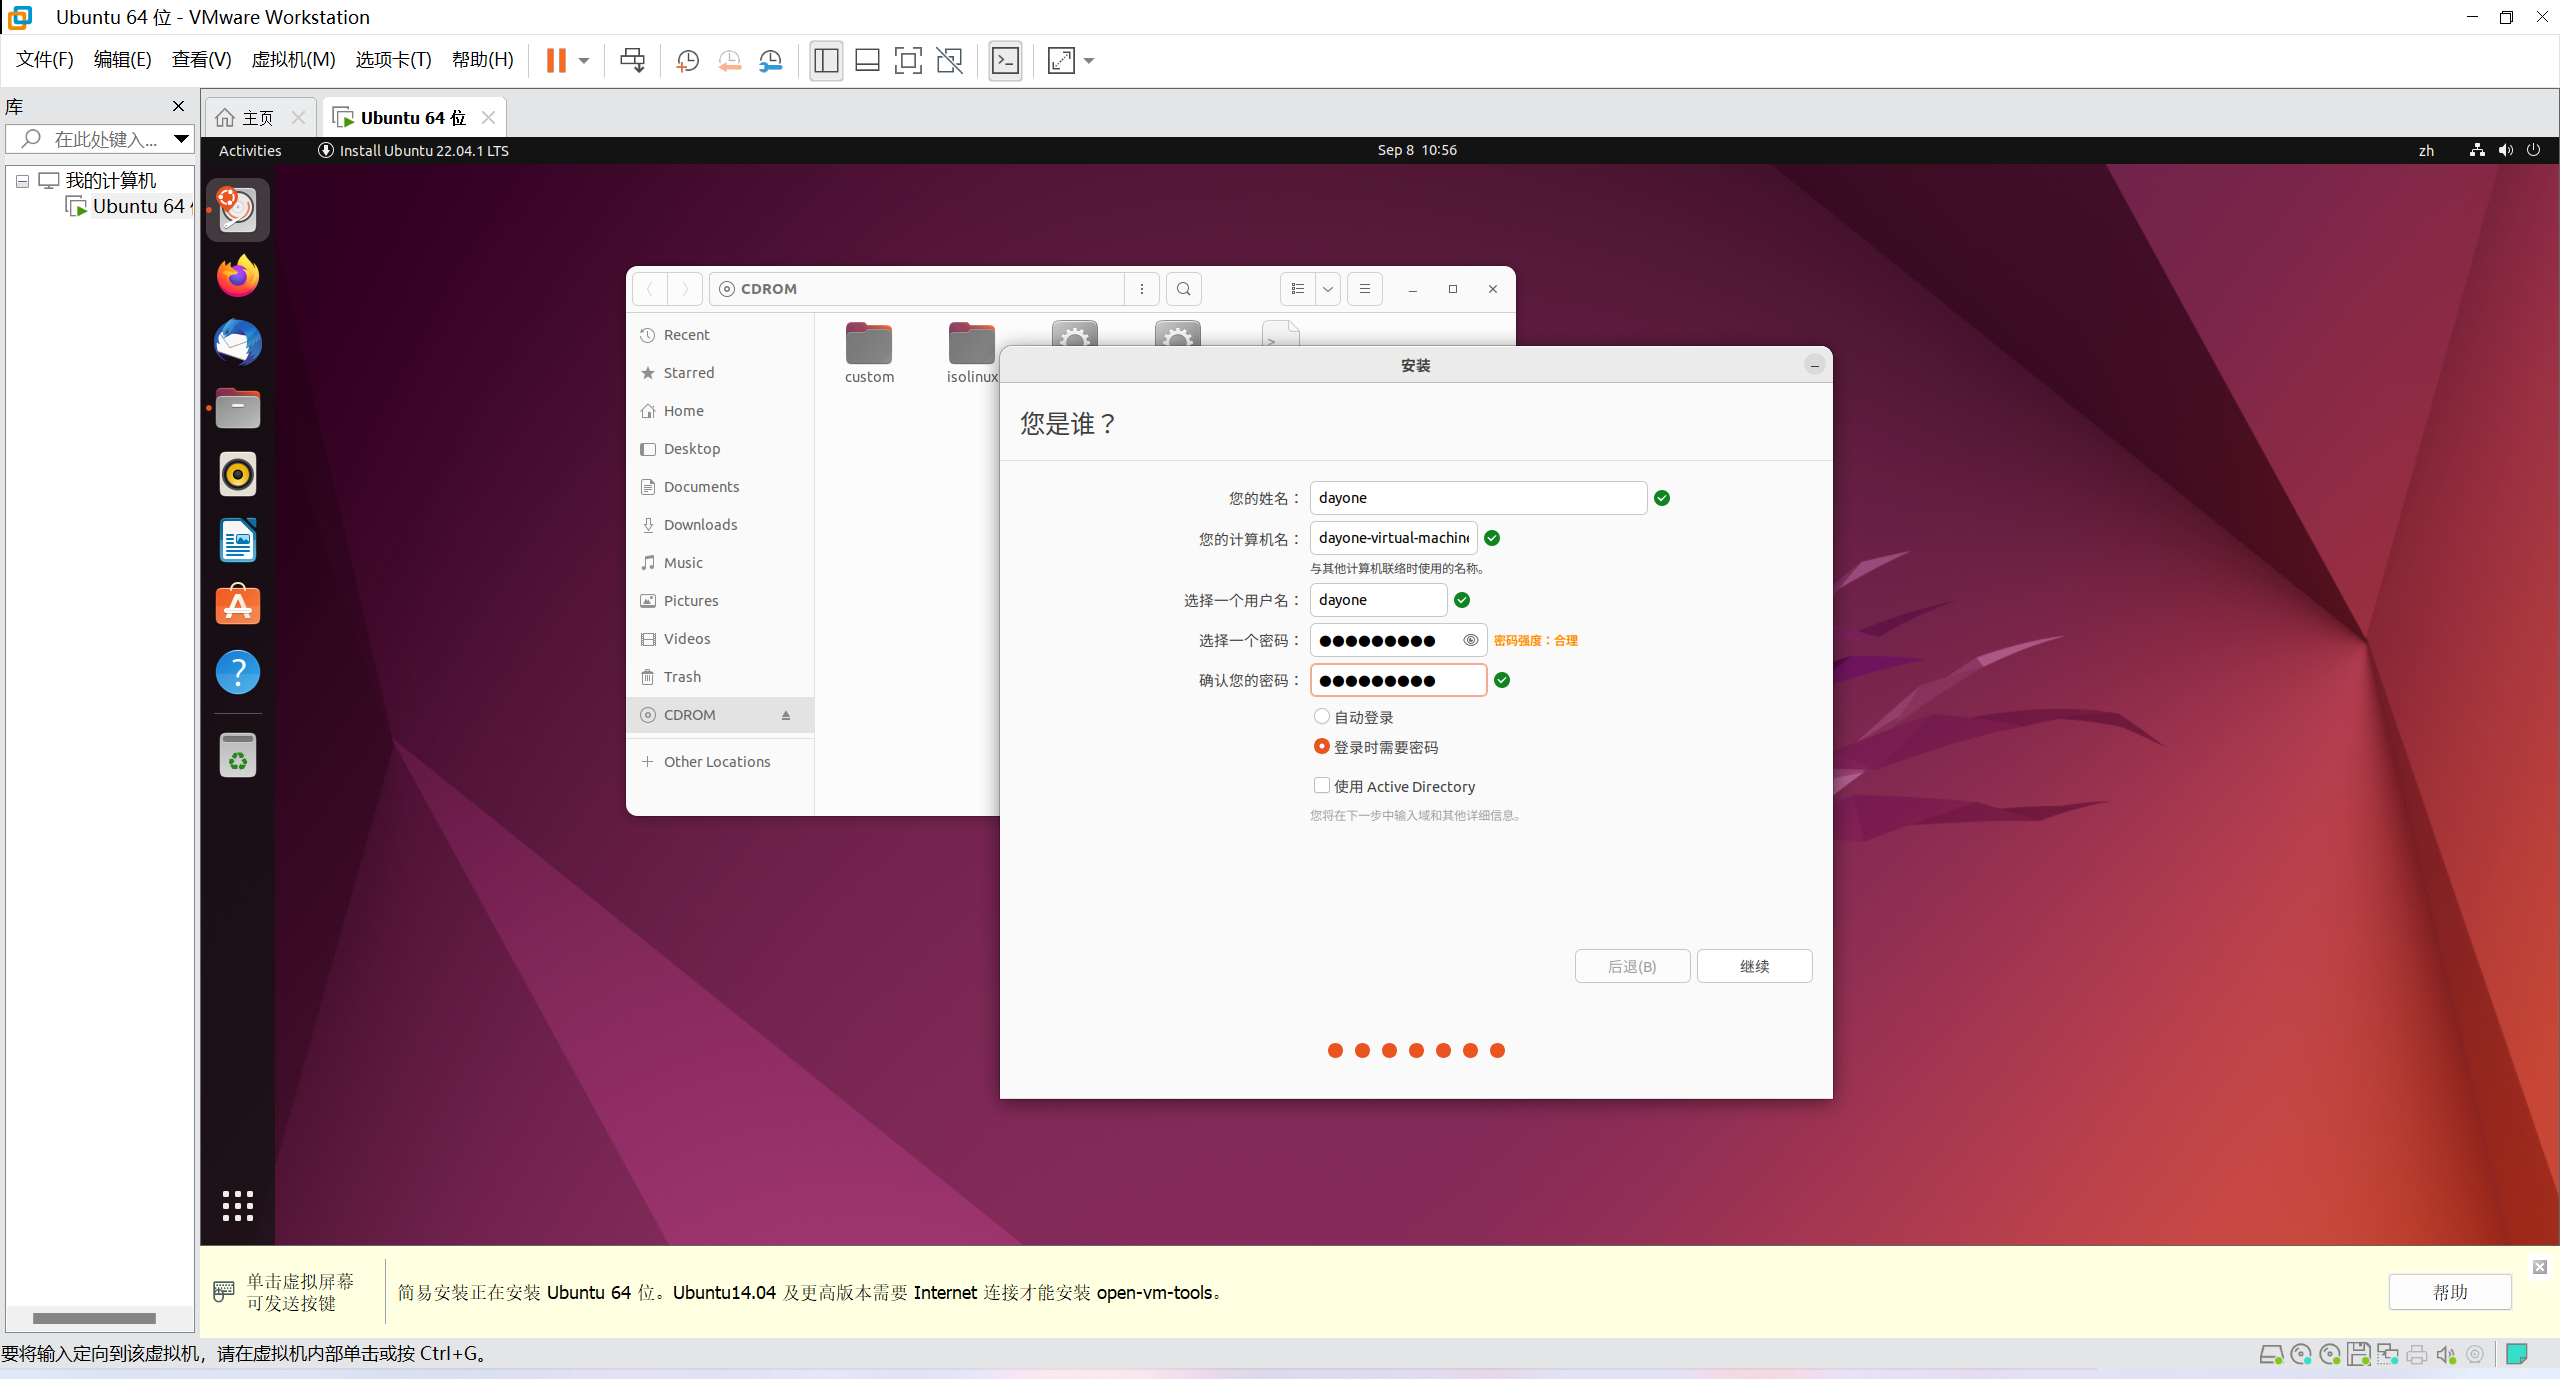 Ubuntu 64 位 - VMware Workstation
文件(F) 编辑(E) 查看(V) 虚拟机(M) 选项卡(T) 帮助(H)
库
在此处键入...
我的计算机
Ubuntu 64
主页
Ubuntu 64 位
Activities
Install Ubuntu 22.04.1 LTS
Sep 8 10:56
zh
CDROM
Recent
Starred
Home
Desktop
Documents
Downloads
Music
Pictures
Videos
Trash
CDROM
Other Locations
custom
isolinux
安装
您是谁？
您的姓名：
dayone
您的计算机名：
dayone-virtual-machine
与其他计算机联络时使用的名称。
选择一个用户名：
dayone
选择一个密码：
密码强度：合理
确认您的密码：
自动登录
登录时需要密码
使用 Active Directory
您将在下一步中输入域和其他详细信息。
后退(B)
继续
单击虚拟屏幕
可发送按键
简易安装正在安装 Ubuntu 64 位。Ubuntu14.04 及更高版本需要 Internet 连接才能安装 open-vm-tools。
帮助
要将输入定向到该虚拟机，请在虚拟机内部单击或按 Ctrl+G。